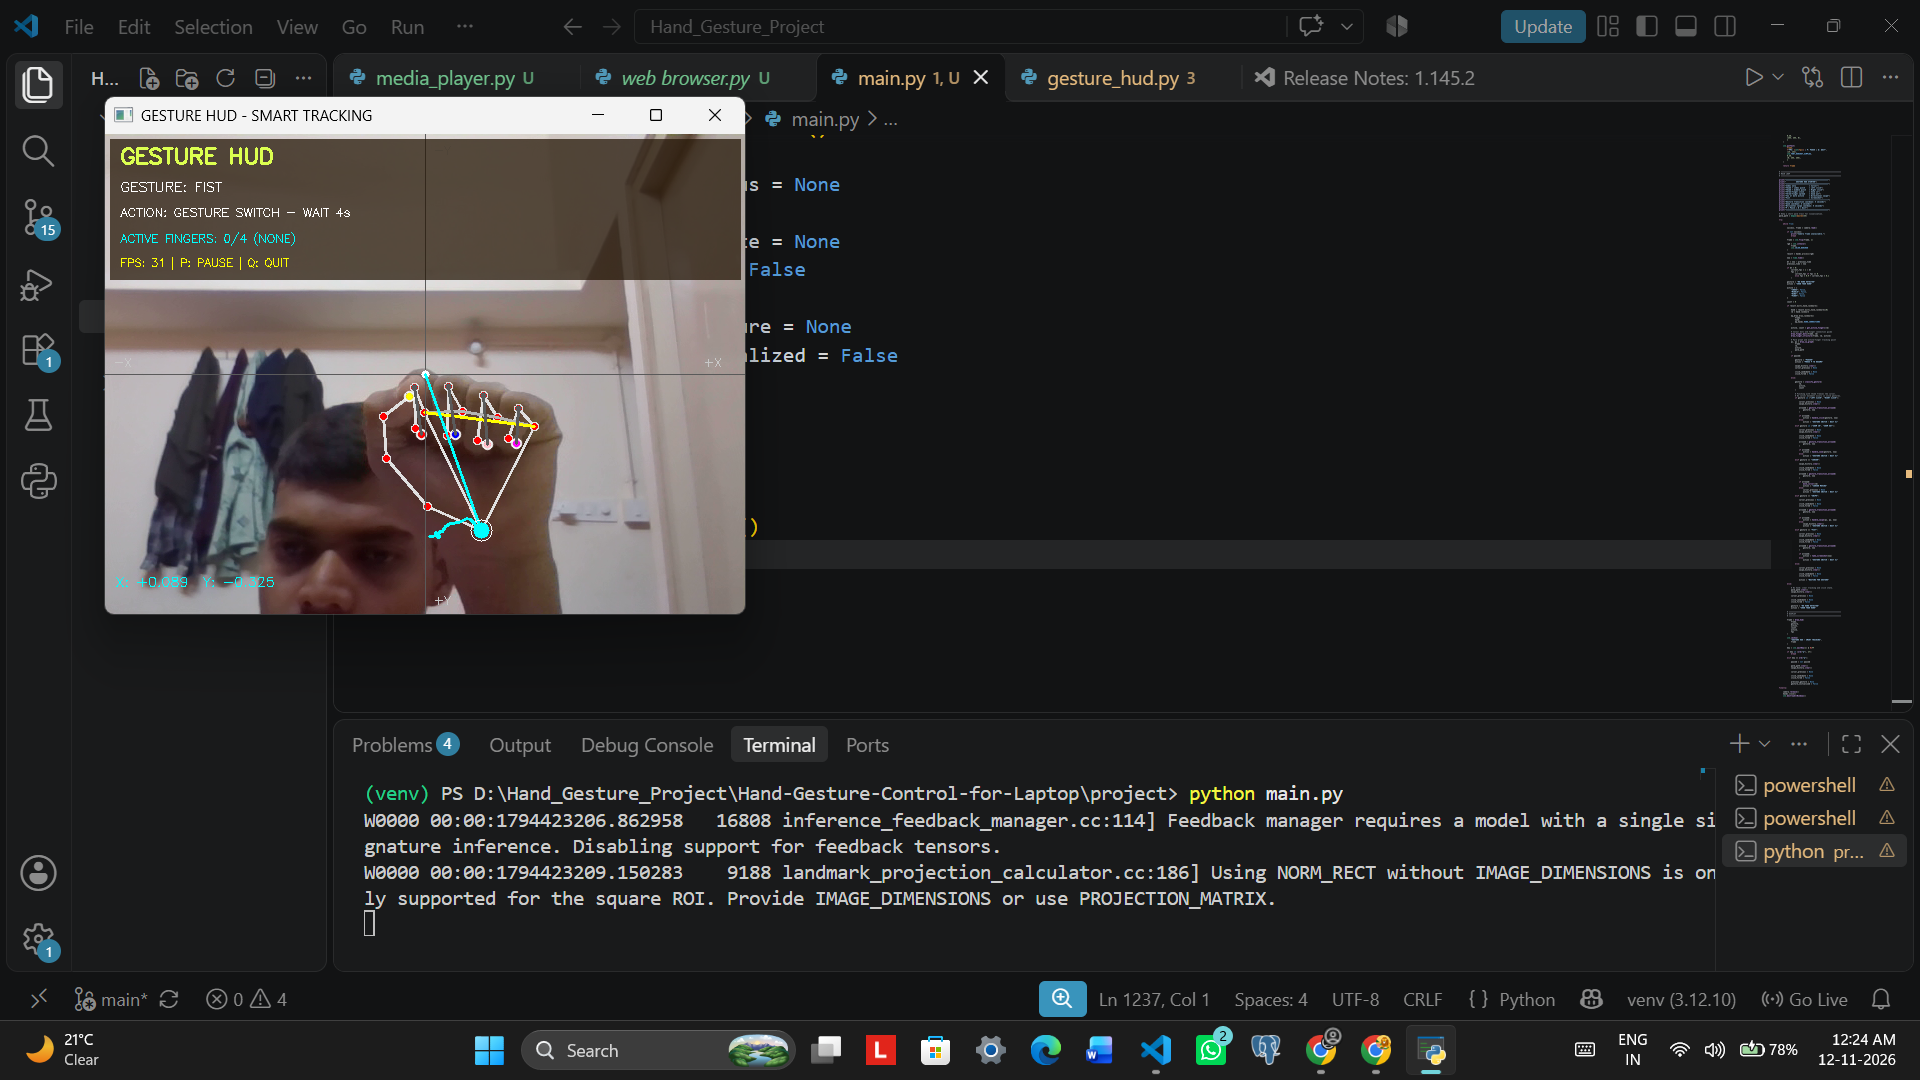 File Edit Selection View Go Run ...
Hand_Gesture_Project
Update
H...
media_player.py U
web browser.py U
main.py 1, U
gesture_hud.py 3
Release Notes: 1.145.2
main.py > ...
GESTURE HUD - SMART TRACKING
GESTURE HUD
GESTURE: FIST
ACTION: GESTURE SWITCH - WAIT 4s
ACTIVE FINGERS: 0/4 (NONE)
FPS: 31 | P: PAUSE | Q: QUIT
-X
+X
+Y
X: +0.089 Y: -0.325
= None
= None
False
= None
= False
)
15
1
1
Problems 4 Output Debug Console Terminal Ports
(venv) PS D:\Hand_Gesture_Project\Hand-Gesture-Control-for-Laptop\project> python main.py
W0000 00:00:1794423206.862958 16808 inference_feedback_manager.cc:114] Feedback manager requires a model with a single si
gnature inference. Disabling support for feedback tensors.
W0000 00:00:1794423209.150283 9188 landmark_projection_calculator.cc:186] Using NORM_RECT without IMAGE_DIMENSIONS is on
ly supported for the square ROI. Provide IMAGE_DIMENSIONS or use PROJECTION_MATRIX.
powershell
powershell
python pr...
main* 0 4
Ln 1237, Col 1 Spaces: 4 UTF-8 CRLF { } Python venv (3.12.10) Go Live
21°C
Clear
Search
L
W
2
ENG
IN
78%
12:24 AM
12-11-2026